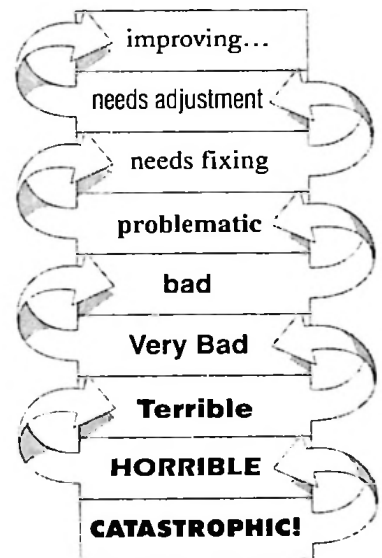 improving...
needs adjustment
needs fixing
problematic
bad
Very Bad
Terrible
HORRIBLE
CATASTROPHIC!